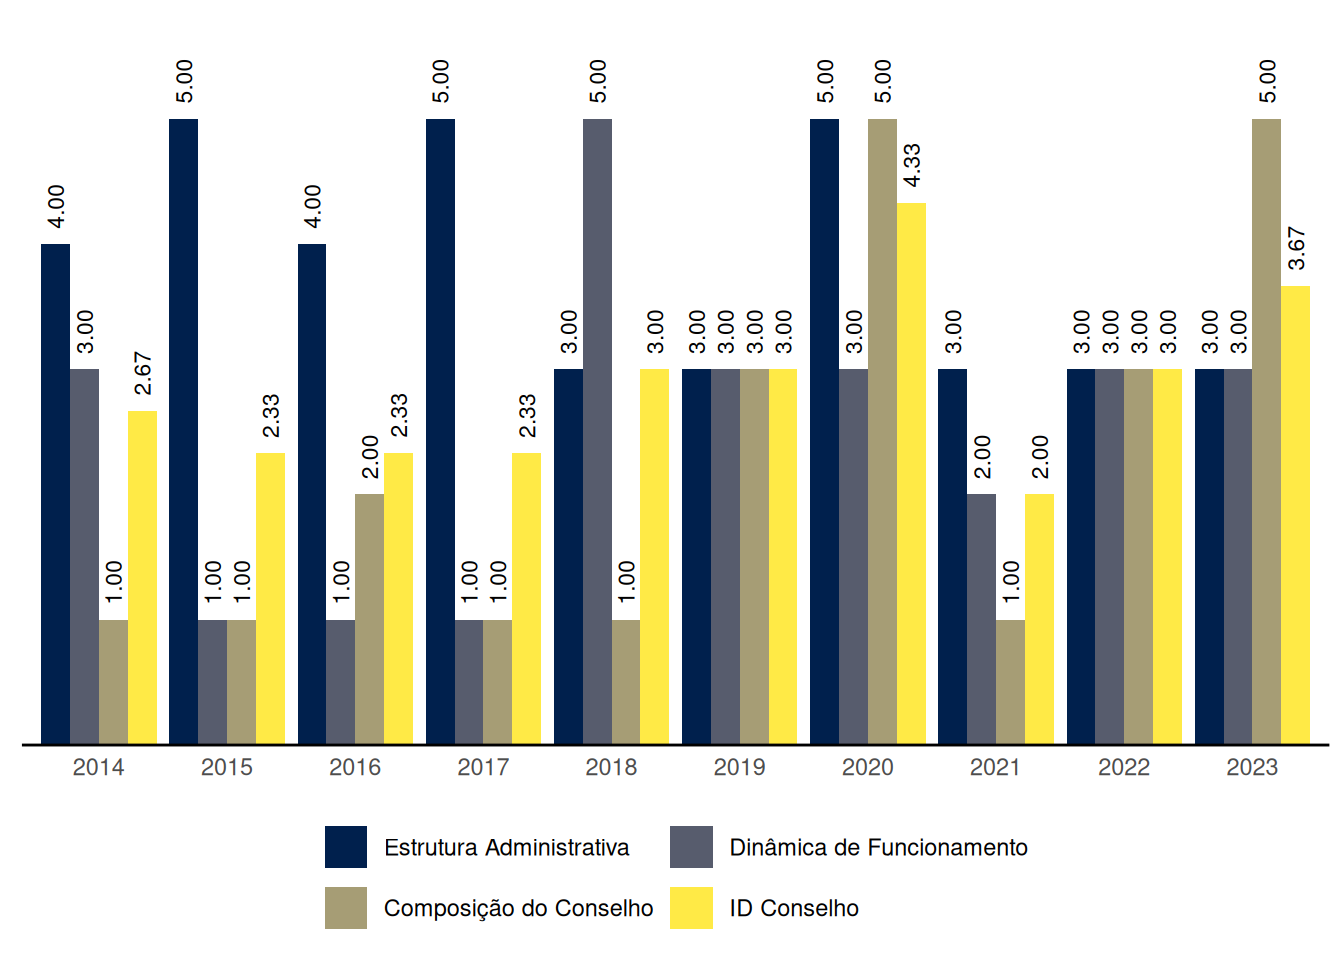 4.00 3.00 1.00 2.67 5.00 1.00 1.00 2.33 4.00 1.00 2.00 2.33 5.00 1.00 1.00 2.33 3.00 5.00 1.00 3.00 3.00 3.00 3.00 3.00 5.00 3.00 5.00 4.33 3.00 2.00 1.00 2.00 3.00 3.00 3.00 3.00 3.00 3.00 5.00 3.67
2014 2015 2016 2017 2018 2019 2020 2021 2022 2023
Estrutura Administrativa Dinâmica de Funcionamento
Composição do Conselho ID Conselho